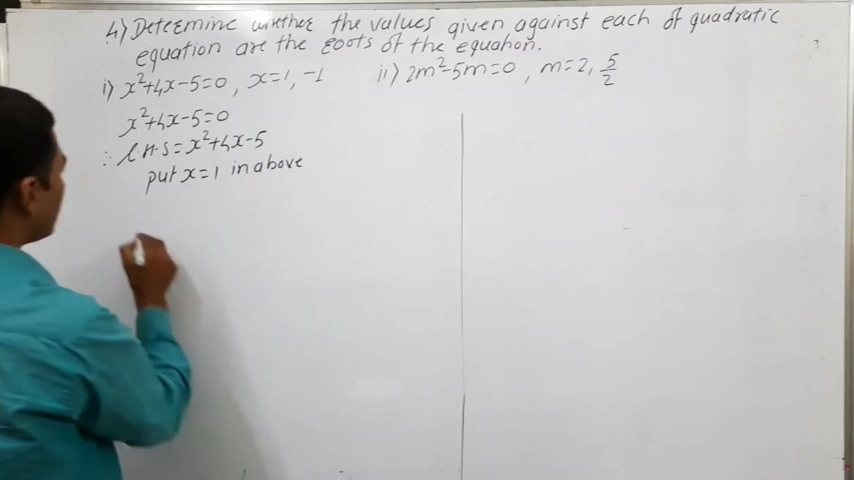 4) Determine whether the values given against each of quadratic
equation are the roots of the equation.
i) x²+4x-5=0, x=1, -1
ii) 2m²-5m=0, m=2, 5/2
x²+4x-5=0
∴ L.H.S=x²+4x-5
put x=1 in above